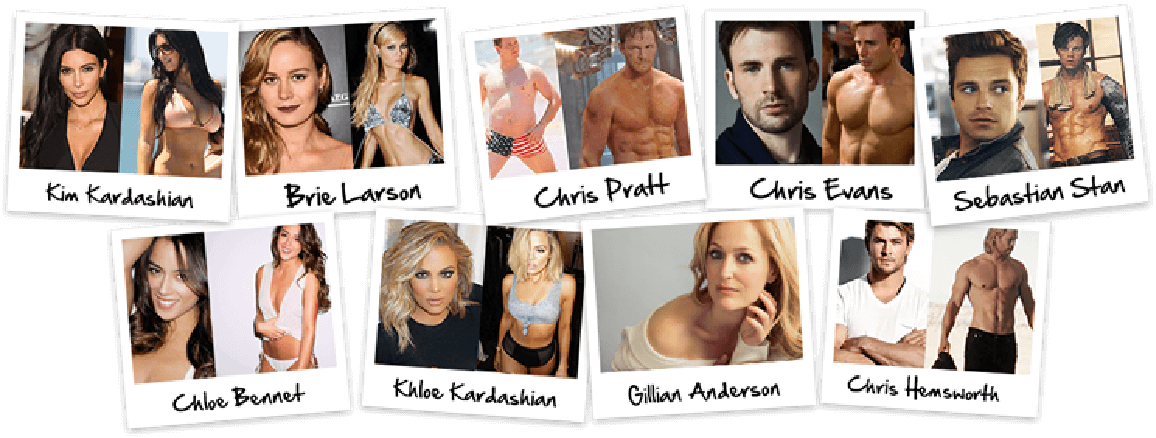 Kim Kardashian
Brie Larson
Chris Pratt
Chris Evans
Sebastian Stan
Chloe Bennet
Khloe Kardashian
Gillian Anderson
Chris Hemsworth